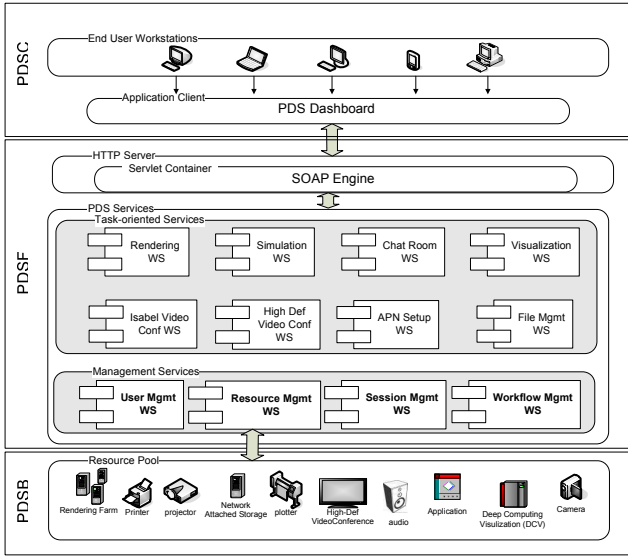 PDSC
End User Workstations
Application Client
PDS Dashboard
PDSF
HTTP Server
Servlet Container
SOAP Engine
PDS Services
Task-oriented Services
Rendering
WS
Simulation
WS
Chat Room
WS
Visualization
WS
Isabel Video
Conf WS
High Def
Video Conf
WS
APN Setup
WS
File Mgmt
WS
Management Services
User Mgmt
WS
Resource Mgmt
WS
Session Mgmt
WS
Workflow Mgmt
WS
PDSB
Resource Pool
Rendering Farm
Printer
projector
Network
Attached Storage
plotter
High-Def
VideoConference
audio
Application
Deep Computing
Visulization (DCV)
Camera